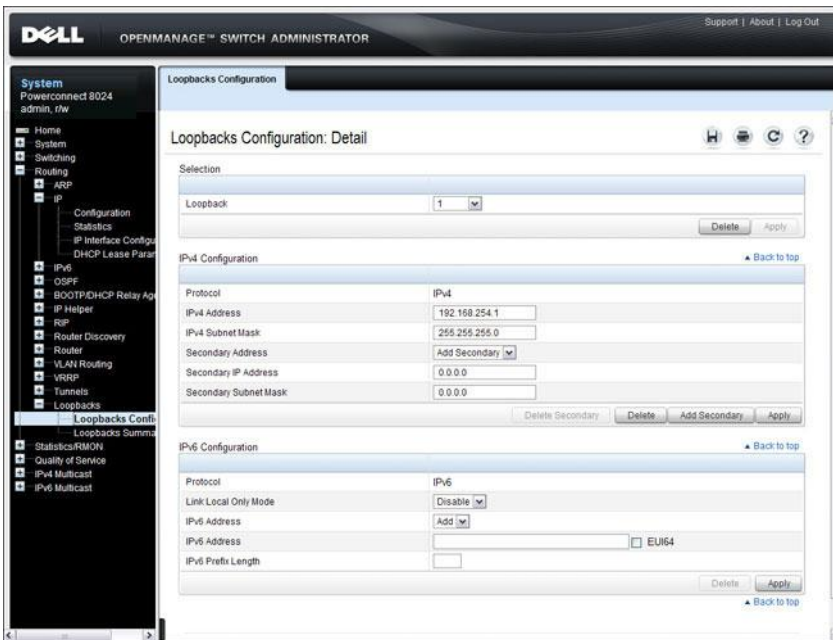 Support | About | Log Out
DELL OPENMANAGE™ SWITCH ADMINISTRATOR
System
Powerconnect 8024
admin, r/w
Home
System
Switching
Routing
ARP
IP
Configuration
Statistics
IP Interface Configu
DHCP Lease Parar
IPv6
OSPF
BOOTP/DHCP Relay Age
IP Helper
RIP
Router Discovery
Router
VLAN Routing
VRRP
Tunnels
Loopbacks
Loopbacks Confi
Loopbacks Summa
Statistics/RMON
Quality of Service
IPv4 Multicast
IPv6 Multicast
Loopbacks Configuration
Loopbacks Configuration: Detail
Selection
Loopback 1
Delete Apply
IPv4 Configuration Back to top
Protocol IPv4
IPv4 Address 192.168.254.1
IPv4 Subnet Mask 255.255.255.0
Secondary Address Add Secondary
Secondary IP Address 0.0.0.0
Secondary Subnet Mask 0.0.0.0
Delete Secondary Delete Add Secondary Apply
IPv6 Configuration Back to top
Protocol IPv6
Link Local Only Mode Disable
IPv6 Address Add
IPv6 Address EUI64
IPv6 Prefix Length
Delete Apply
Back to top